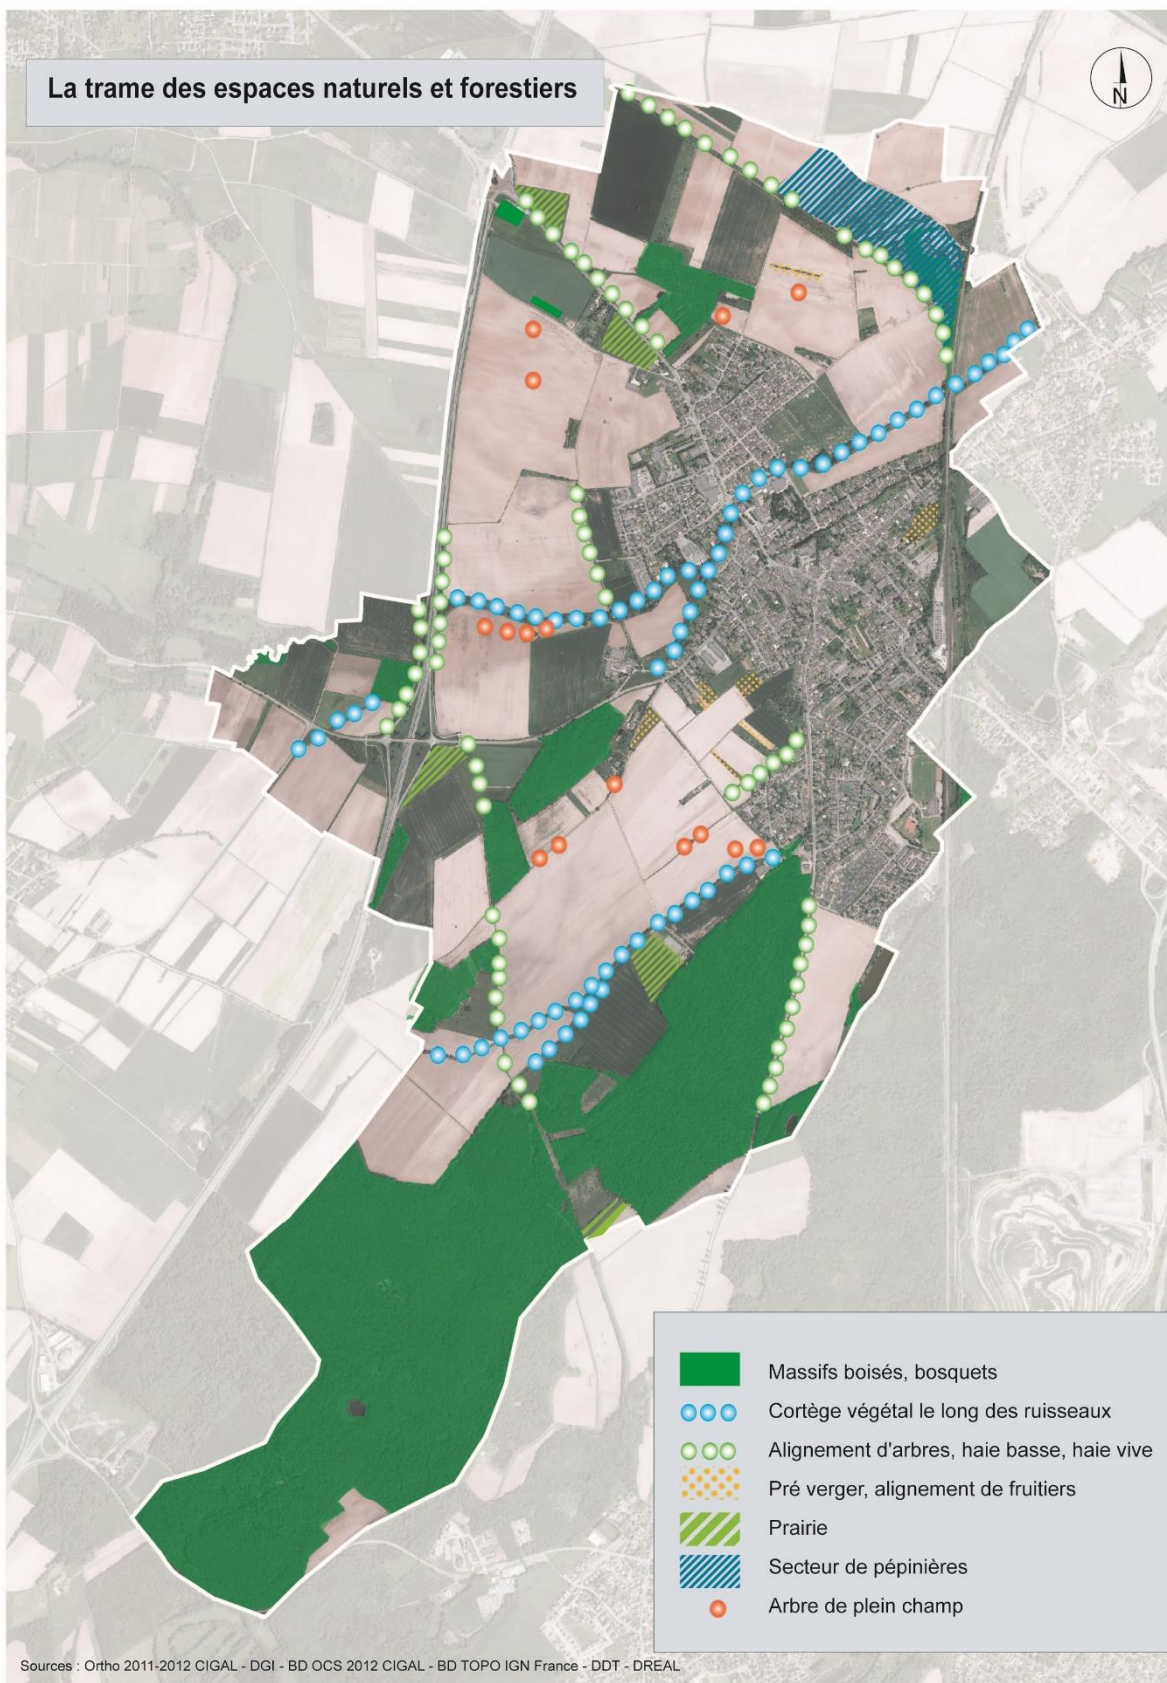 La trame des espaces naturels et forestiers
N
Massifs boisés, bosquets
Cortège végétal le long des ruisseaux
Alignement d'arbres, haie basse, haie vive
Pré verger, alignement de fruitiers
Prairie
Secteur de pépinières
Arbre de plein champ
Sources : Ortho 2011-2012 CIGAL - DGI - BD OCS 2012 CIGAL - BD TOPO IGN France - DDT - DREAL